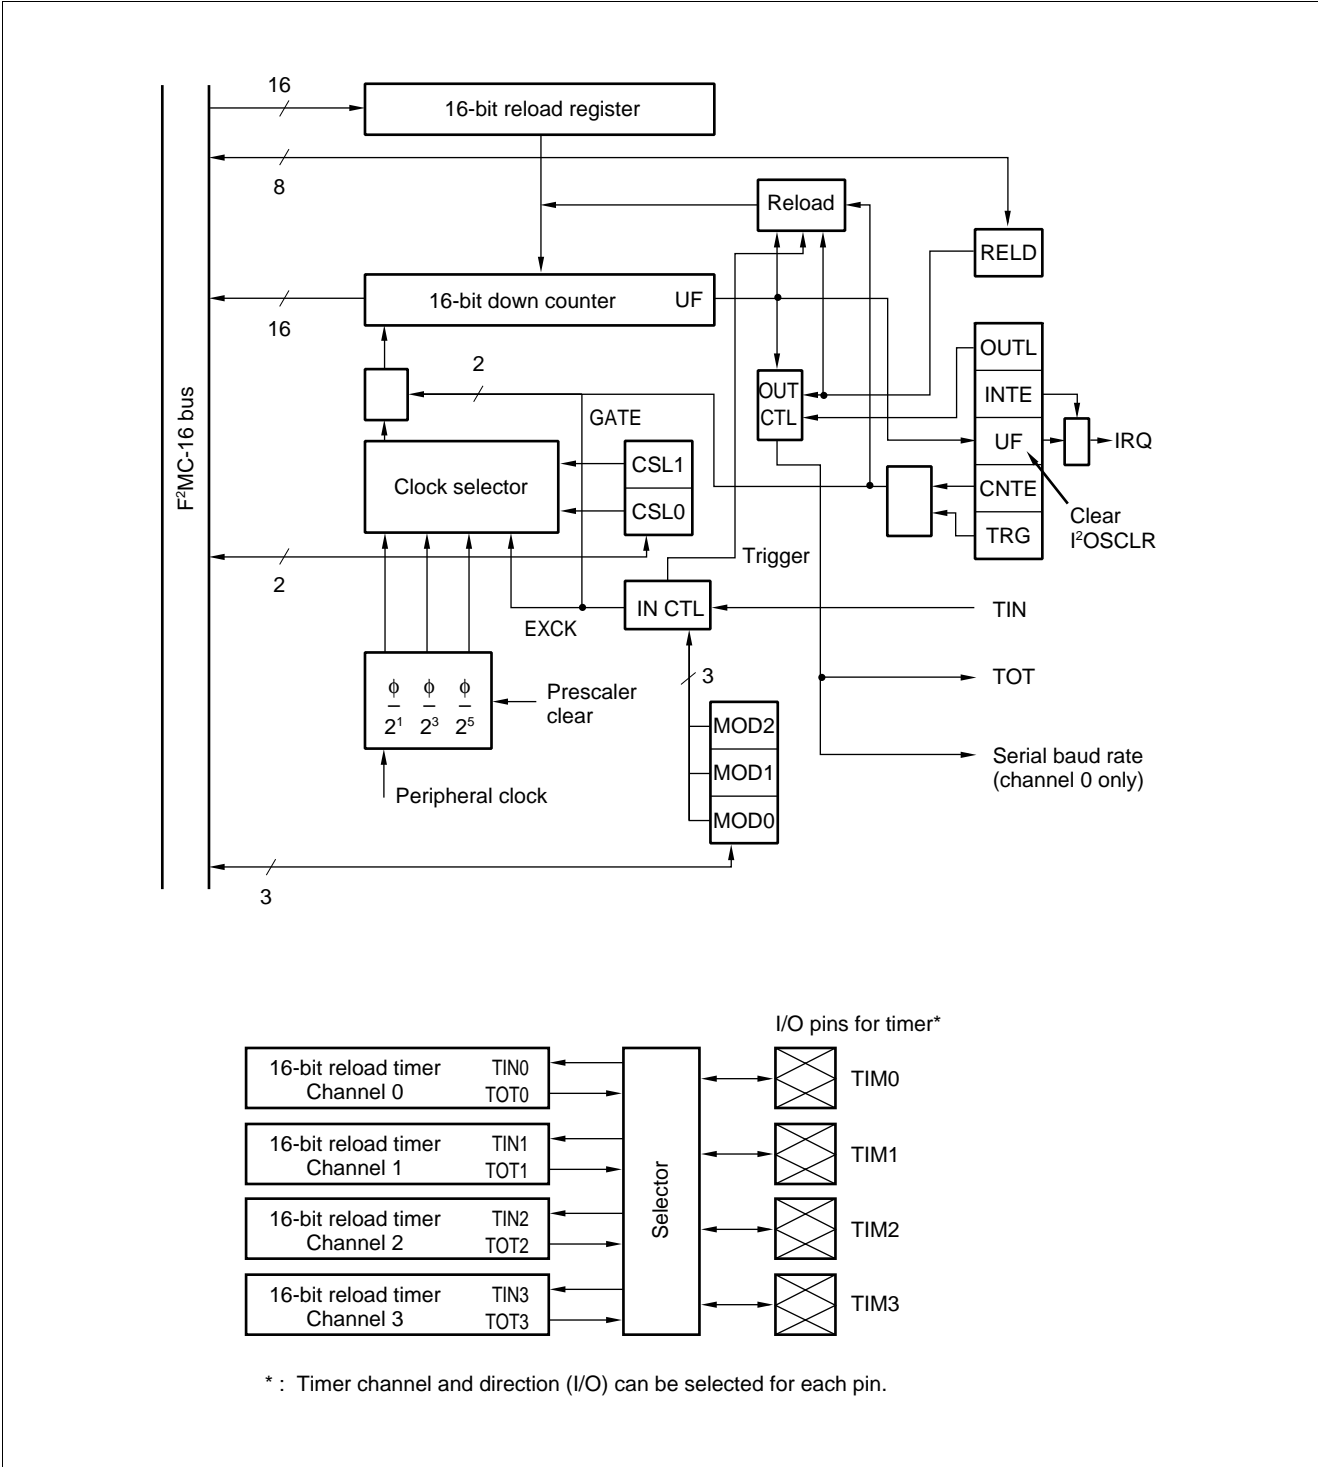 16
16-bit reload register
8
Reload
RELD
16-bit down counter UF
16
OUTL
2
INTE
OUT
CTL
GATE
UF
IRQ
F²MC-16 bus
CSL1
Clock selector
CNTE
CSL0
Clear
I²OSCLR
TRG
Trigger
2
IN CTL
TIN
EXCK
3
TOT
ϕ ϕ ϕ
2¹ 2³ 2⁵
Prescaler
clear
MOD2
Serial baud rate
(channel 0 only)
MOD1
Peripheral clock
MOD0
3
I/O pins for timer*
16-bit reload timer TIN0
Channel 0 TOT0
TIM0
16-bit reload timer TIN1
Channel 1 TOT1
TIM1
Selector
16-bit reload timer TIN2
Channel 2 TOT2
TIM2
16-bit reload timer TIN3
Channel 3 TOT3
TIM3
* : Timer channel and direction (I/O) can be selected for each pin.